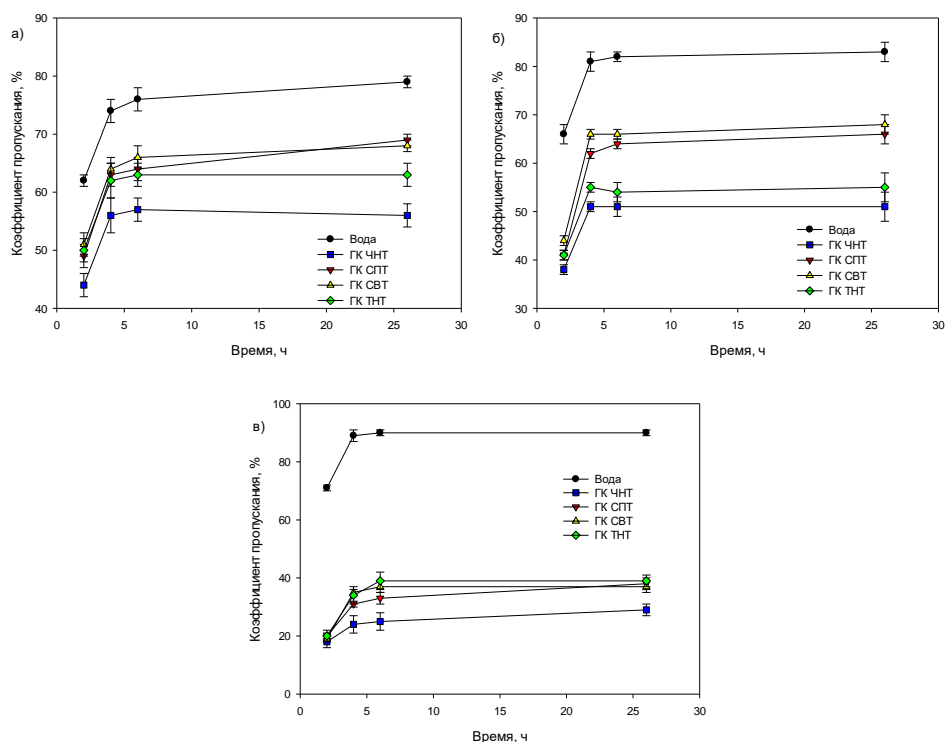 а)
Коэффициент пропускания, %
90
80
70
60
50
40
Вода
ГК ЧНТ
ГК СПТ
ГК СВТ
ГК ТНТ
0 5 10 15 20 25 30
Время, ч
б)
Коэффициент пропускания, %
90
80
70
60
50
40
30
Вода
ГК ЧНТ
ГК СПТ
ГК СВТ
ГК ТНТ
0 5 10 15 20 25 30
Время, ч
в)
Коэффициент пропускания, %
100
80
60
40
20
0
Вода
ГК ЧНТ
ГК СПТ
ГК СВТ
ГК ТНТ
0 5 10 15 20 25 30
Время, ч